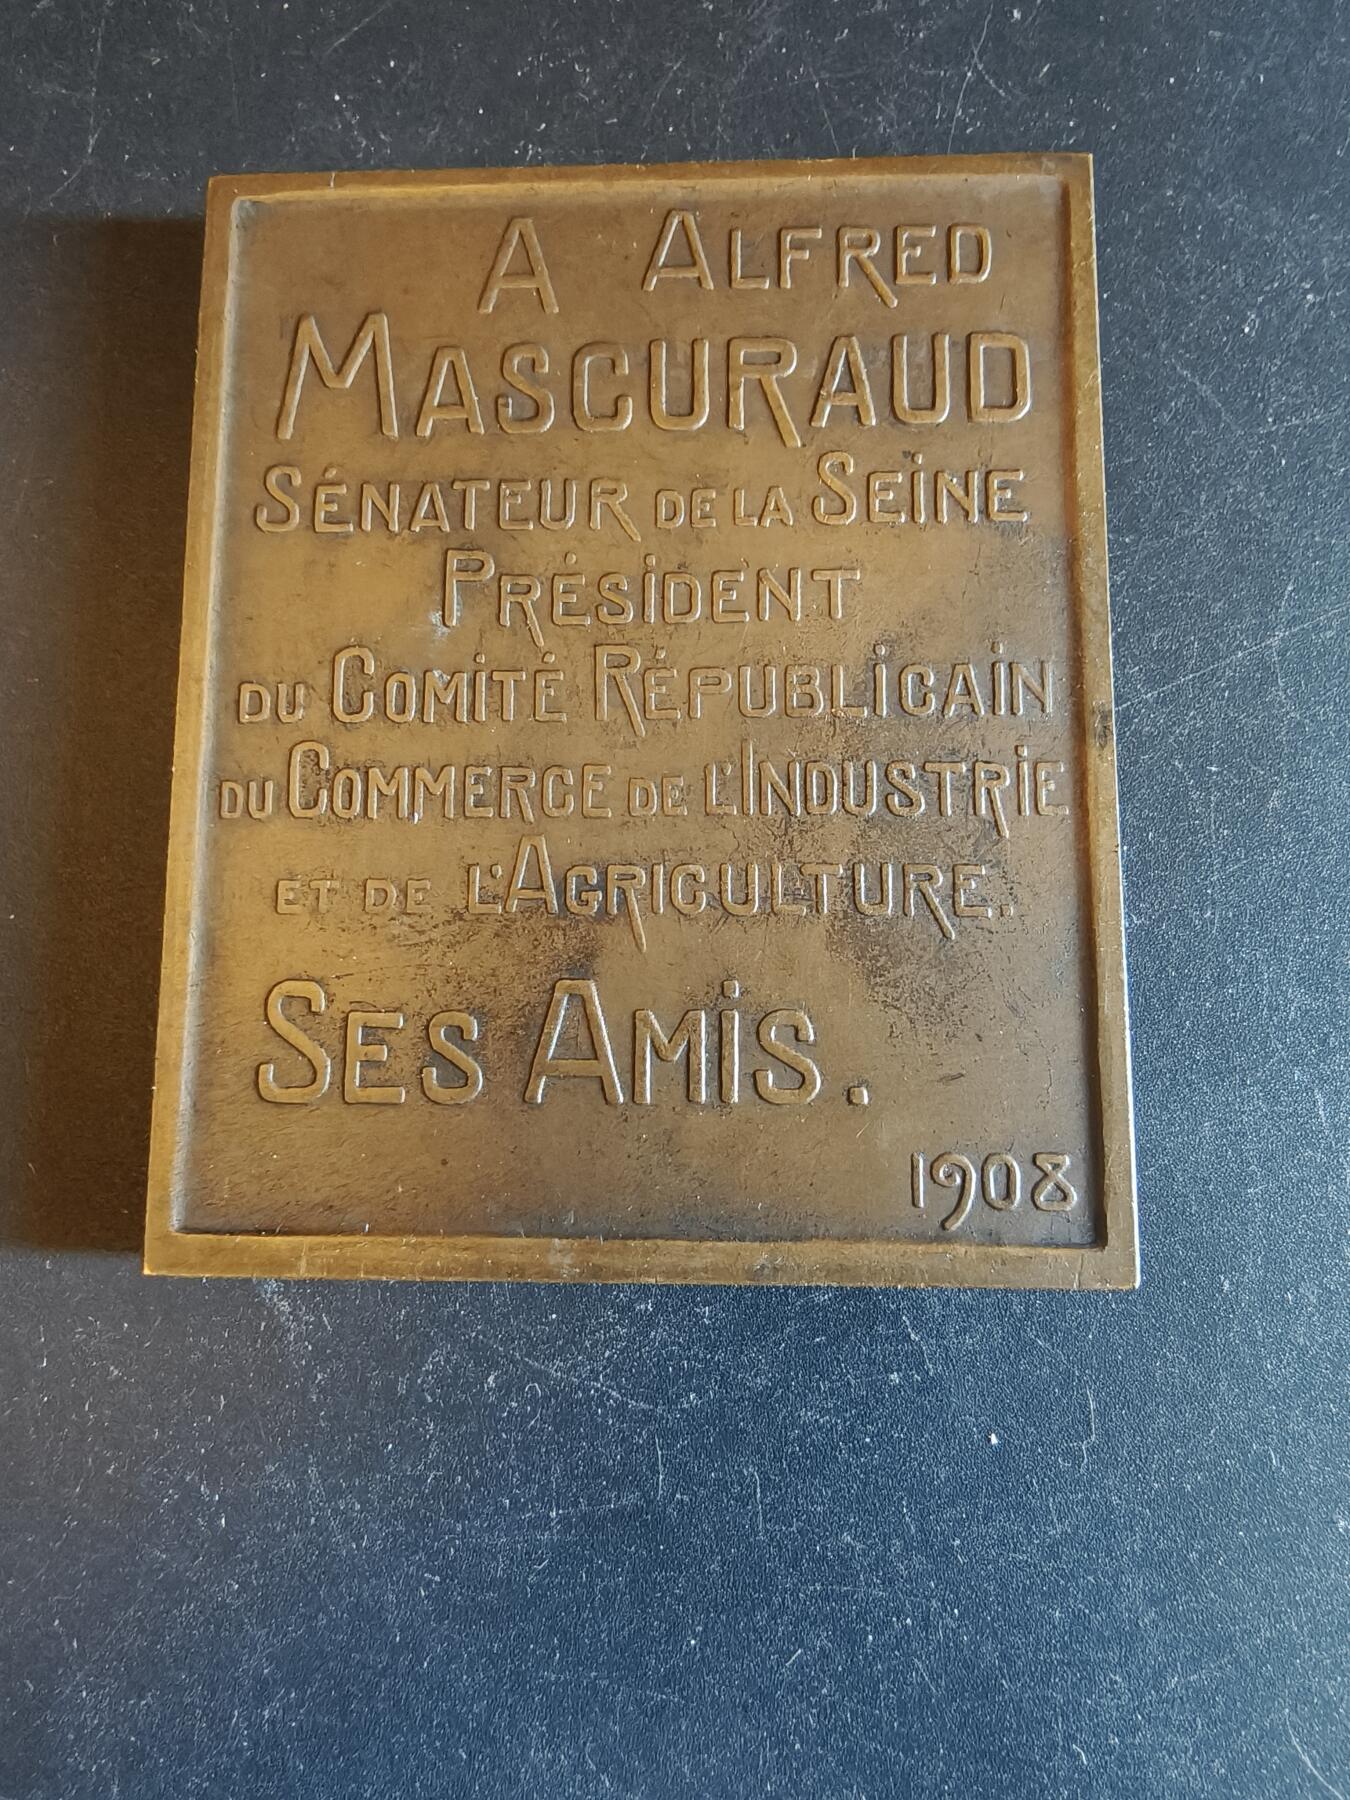 A ALFRED
MASCURAUD
SÉNATEUR DE LA SEINE
PRÉSIDENT
DU COMITÉ RÉPUBLICAIN
DU COMMERCE DE L'INDUSTRIE
ET DE L'AGRICULTURE.
SES AMIS.
1908